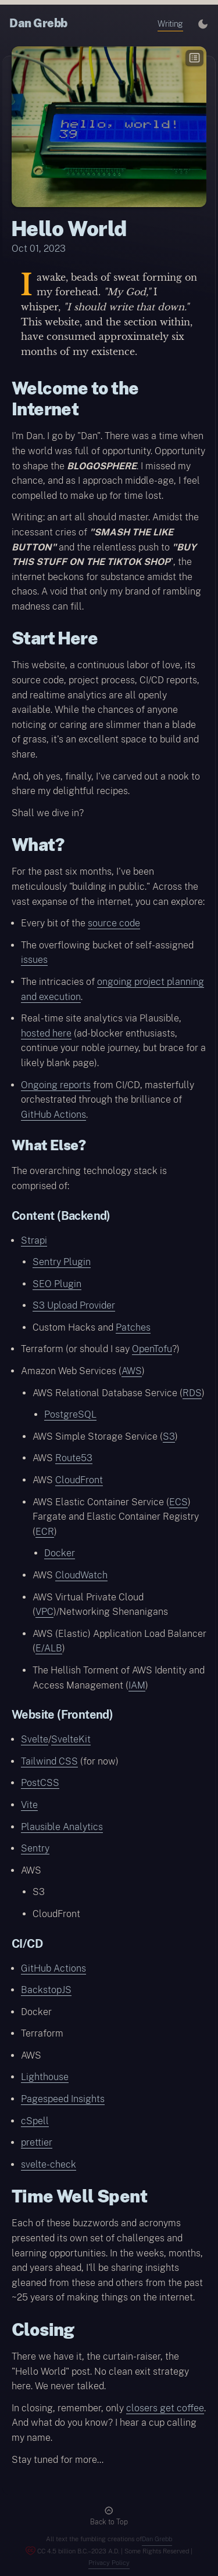 Dan Grebb
Writing
hello, world!
39
Hello World
Oct 01, 2023
I awake, beads of sweat forming on
my forehead. "My God," I
whisper, "I should write that down."
This website, and the section within,
have consumed approximately six
months of my existence.
Welcome to the
Internet
I'm Dan. I go by "Dan". There was a time when
the world was full of opportunity. Opportunity
to shape the BLOGOSPHERE. I missed my
chance, and as I approach middle-age, I feel
compelled to make up for time lost.
Writing: an art all should master. Amidst the
incessant cries of "SMASH THE LIKE
BUTTON" and the relentless push to "BUY
THIS STUFF ON THE TIKTOK SHOP", the
internet beckons for substance amidst the
chaos. A void that only my brand of rambling
madness can fill.
Start Here
This website, a continuous labor of love, its
source code, project process, CI/CD reports,
and realtime analytics are all openly
available. While the chances of anyone
noticing or caring are slimmer than a blade
of grass, it's an excellent space to build and
share.
And, oh yes, finally, I've carved out a nook to
share my delightful recipes.
Shall we dive in?
What?
For the past six months, I've been
meticulously "building in public." Across the
vast expanse of the internet, you can explore:
• Every bit of the source code
• The overflowing bucket of self-assigned
issues
• The intricacies of ongoing project planning
and execution.
• Real-time site analytics via Plausible,
hosted here (ad-blocker enthusiasts,
continue your noble journey, but brace for a
likely blank page).
• Ongoing reports from CI/CD, masterfully
orchestrated through the brilliance of
GitHub Actions.
What Else?
The overarching technology stack is
comprised of:
Content (Backend)
• Strapi
• Sentry Plugin
• SEO Plugin
• S3 Upload Provider
• Custom Hacks and Patches
• Terraform (or should I say OpenTofu?)
• Amazon Web Services (AWS)
• AWS Relational Database Service (RDS)
• PostgreSQL
• AWS Simple Storage Service (S3)
• AWS Route53
• AWS CloudFront
• AWS Elastic Container Service (ECS)
Fargate and Elastic Container Registry
(ECR)
• Docker
• AWS CloudWatch
• AWS Virtual Private Cloud
(VPC)/Networking Shenanigans
• AWS (Elastic) Application Load Balancer
(E/ALB)
• The Hellish Torment of AWS Identity and
Access Management (IAM)
Website (Frontend)
• Svelte/SvelteKit
• Tailwind CSS (for now)
• PostCSS
• Vite
• Plausible Analytics
• Sentry
• AWS
• S3
• CloudFront
CI/CD
• GitHub Actions
• BackstopJS
• Docker
• Terraform
• AWS
• Lighthouse
• Pagespeed Insights
• cSpell
• prettier
• svelte-check
Time Well Spent
Each of these buzzwords and acronyms
presented its own set of challenges and
learning opportunities. In the weeks, months,
and years ahead, I'll be sharing insights
gleaned from these and others from the past
~25 years of making things on the internet.
Closing
There we have it, the curtain-raiser, the
"Hello World" post. No clean exit strategy
here. We never talked.
In closing, remember, only closers get coffee.
And what do you know? I hear a cup calling
my name.
Stay tuned for more...
Back to Top
All text the fumbling creations of Dan Grebb
CC 4.5 billion B.C.-2023 A.D. | Some Rights Reserved |
Privacy Policy